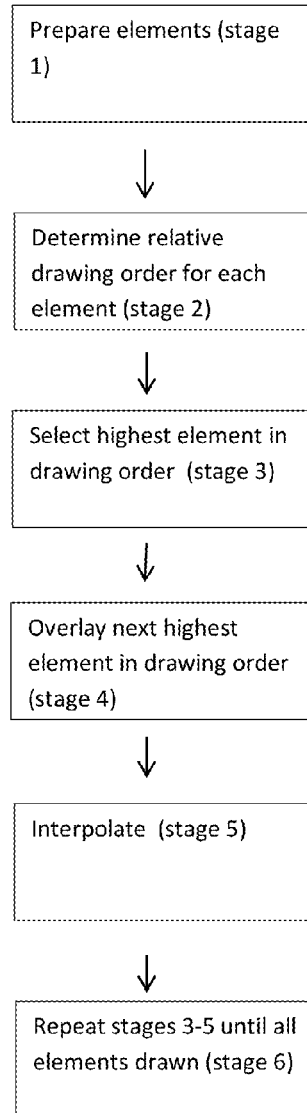 Prepare elements (stage
1)
Determine relative
drawing order for each
element (stage 2)
Select highest element in
drawing order  (stage 3)
Overlay next highest
element in drawing order
(stage 4)
Interpolate  (stage 5)
Repeat stages 3-5 until all
elements drawn (stage 6)